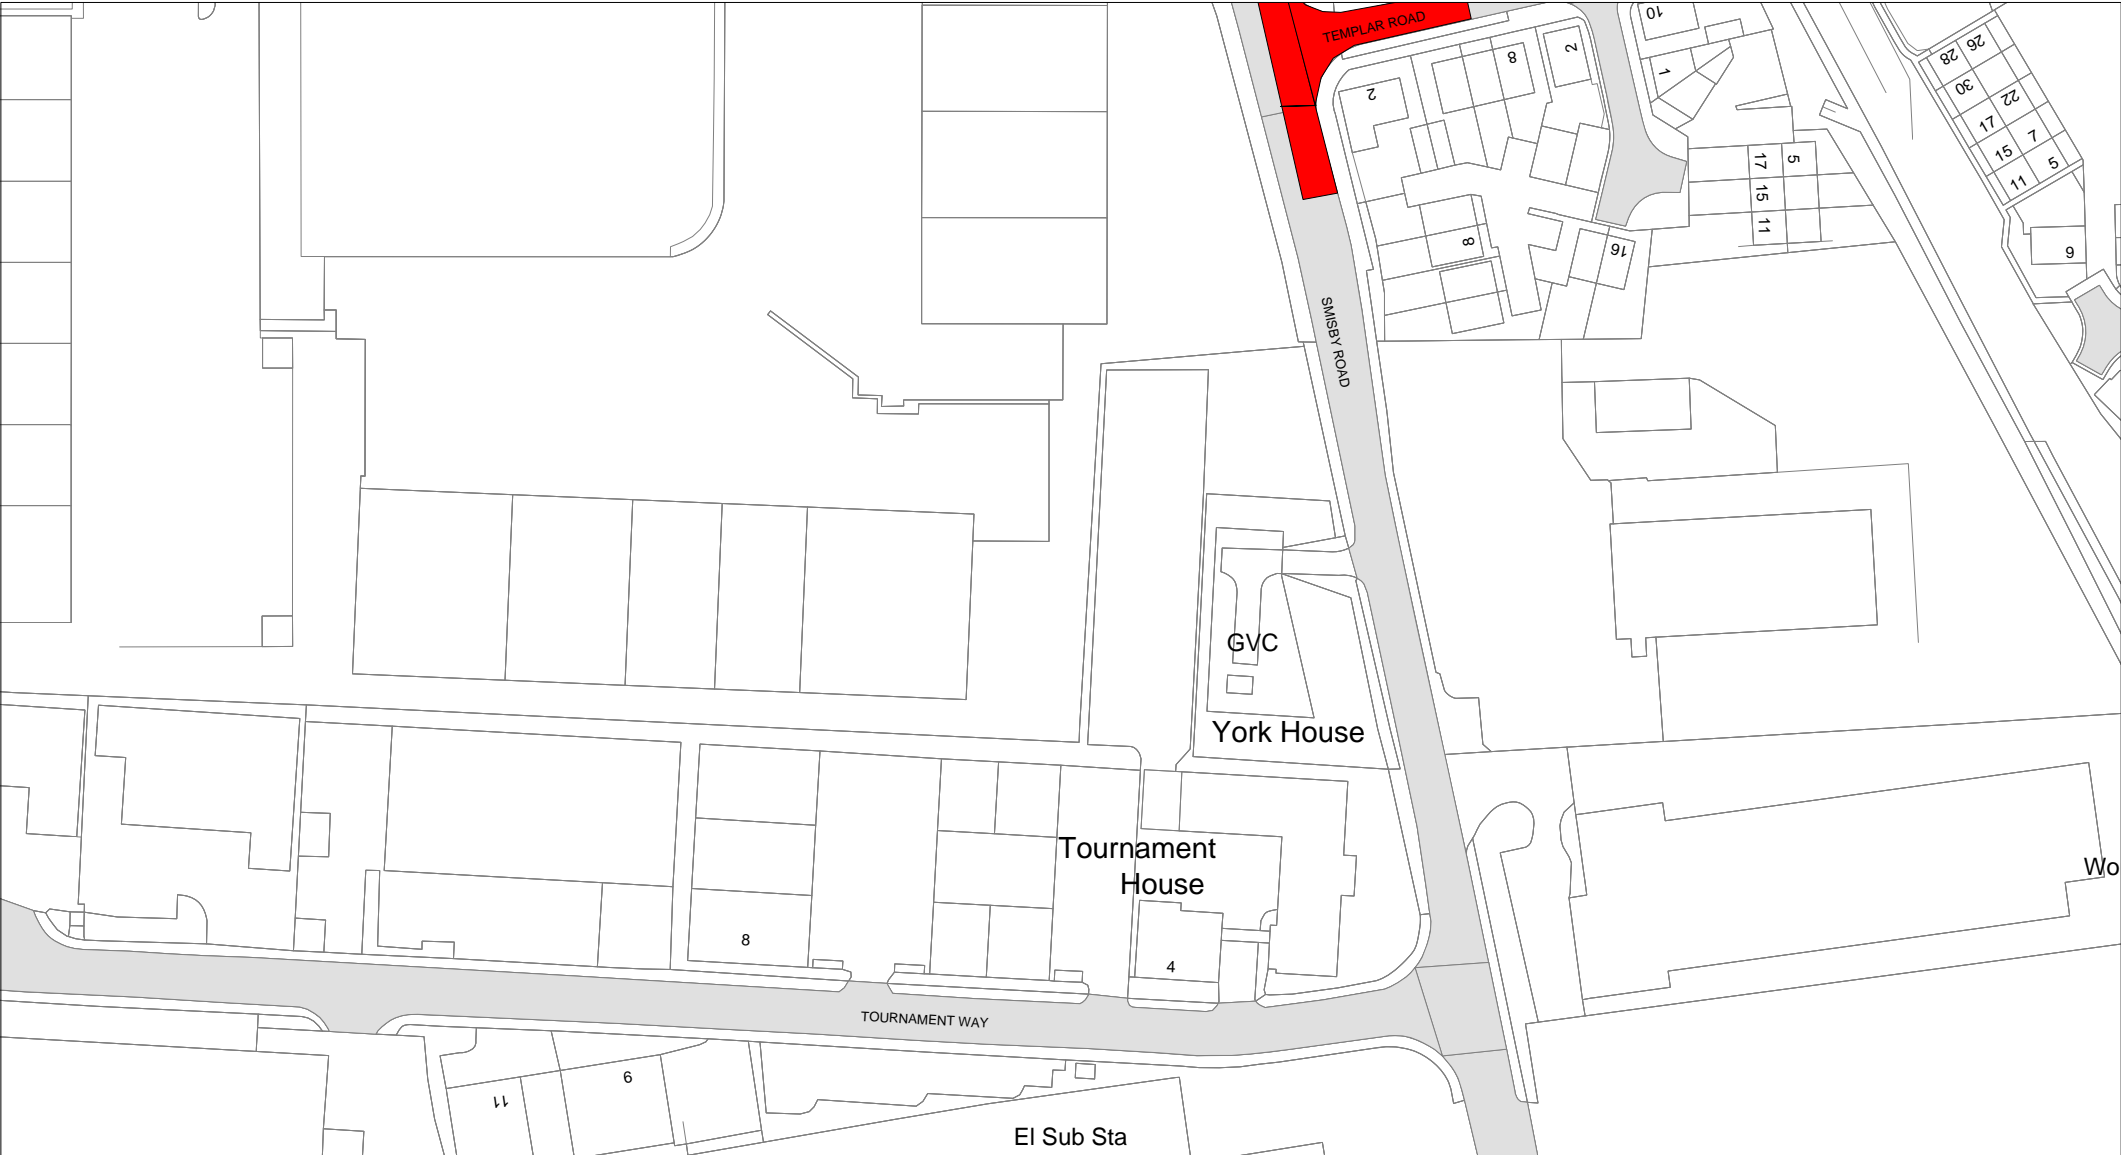 10
TEMPLAR ROAD
2
8
2
1
28
26
30
22
17
7
15
5
11
17
5
15
11
8
16
9
SMISBY ROAD
GVC
York House
Tournament
House
Wo
8
4
TOURNAMENT WAY
6
11
El Sub Sta